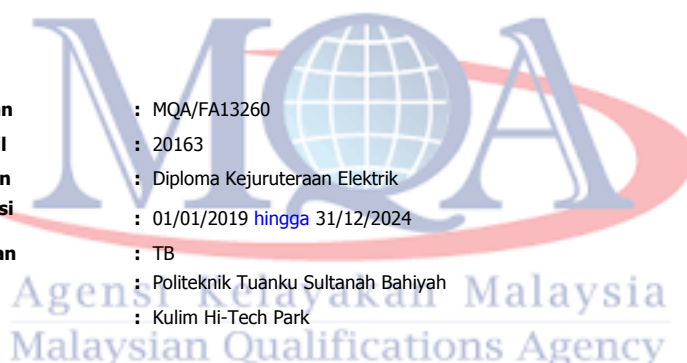 MQA
an : MQA/FA13260
l : 20163
n : Diploma Kejuruteraan Elektrik
si : 01/01/2019 hingga 31/12/2024
an : TB
: Politeknik Tuanku Sultanah Bahiyah
: Kulim Hi-Tech Park
Agensi Kelayakan Malaysia
Malaysian Qualifications Agency